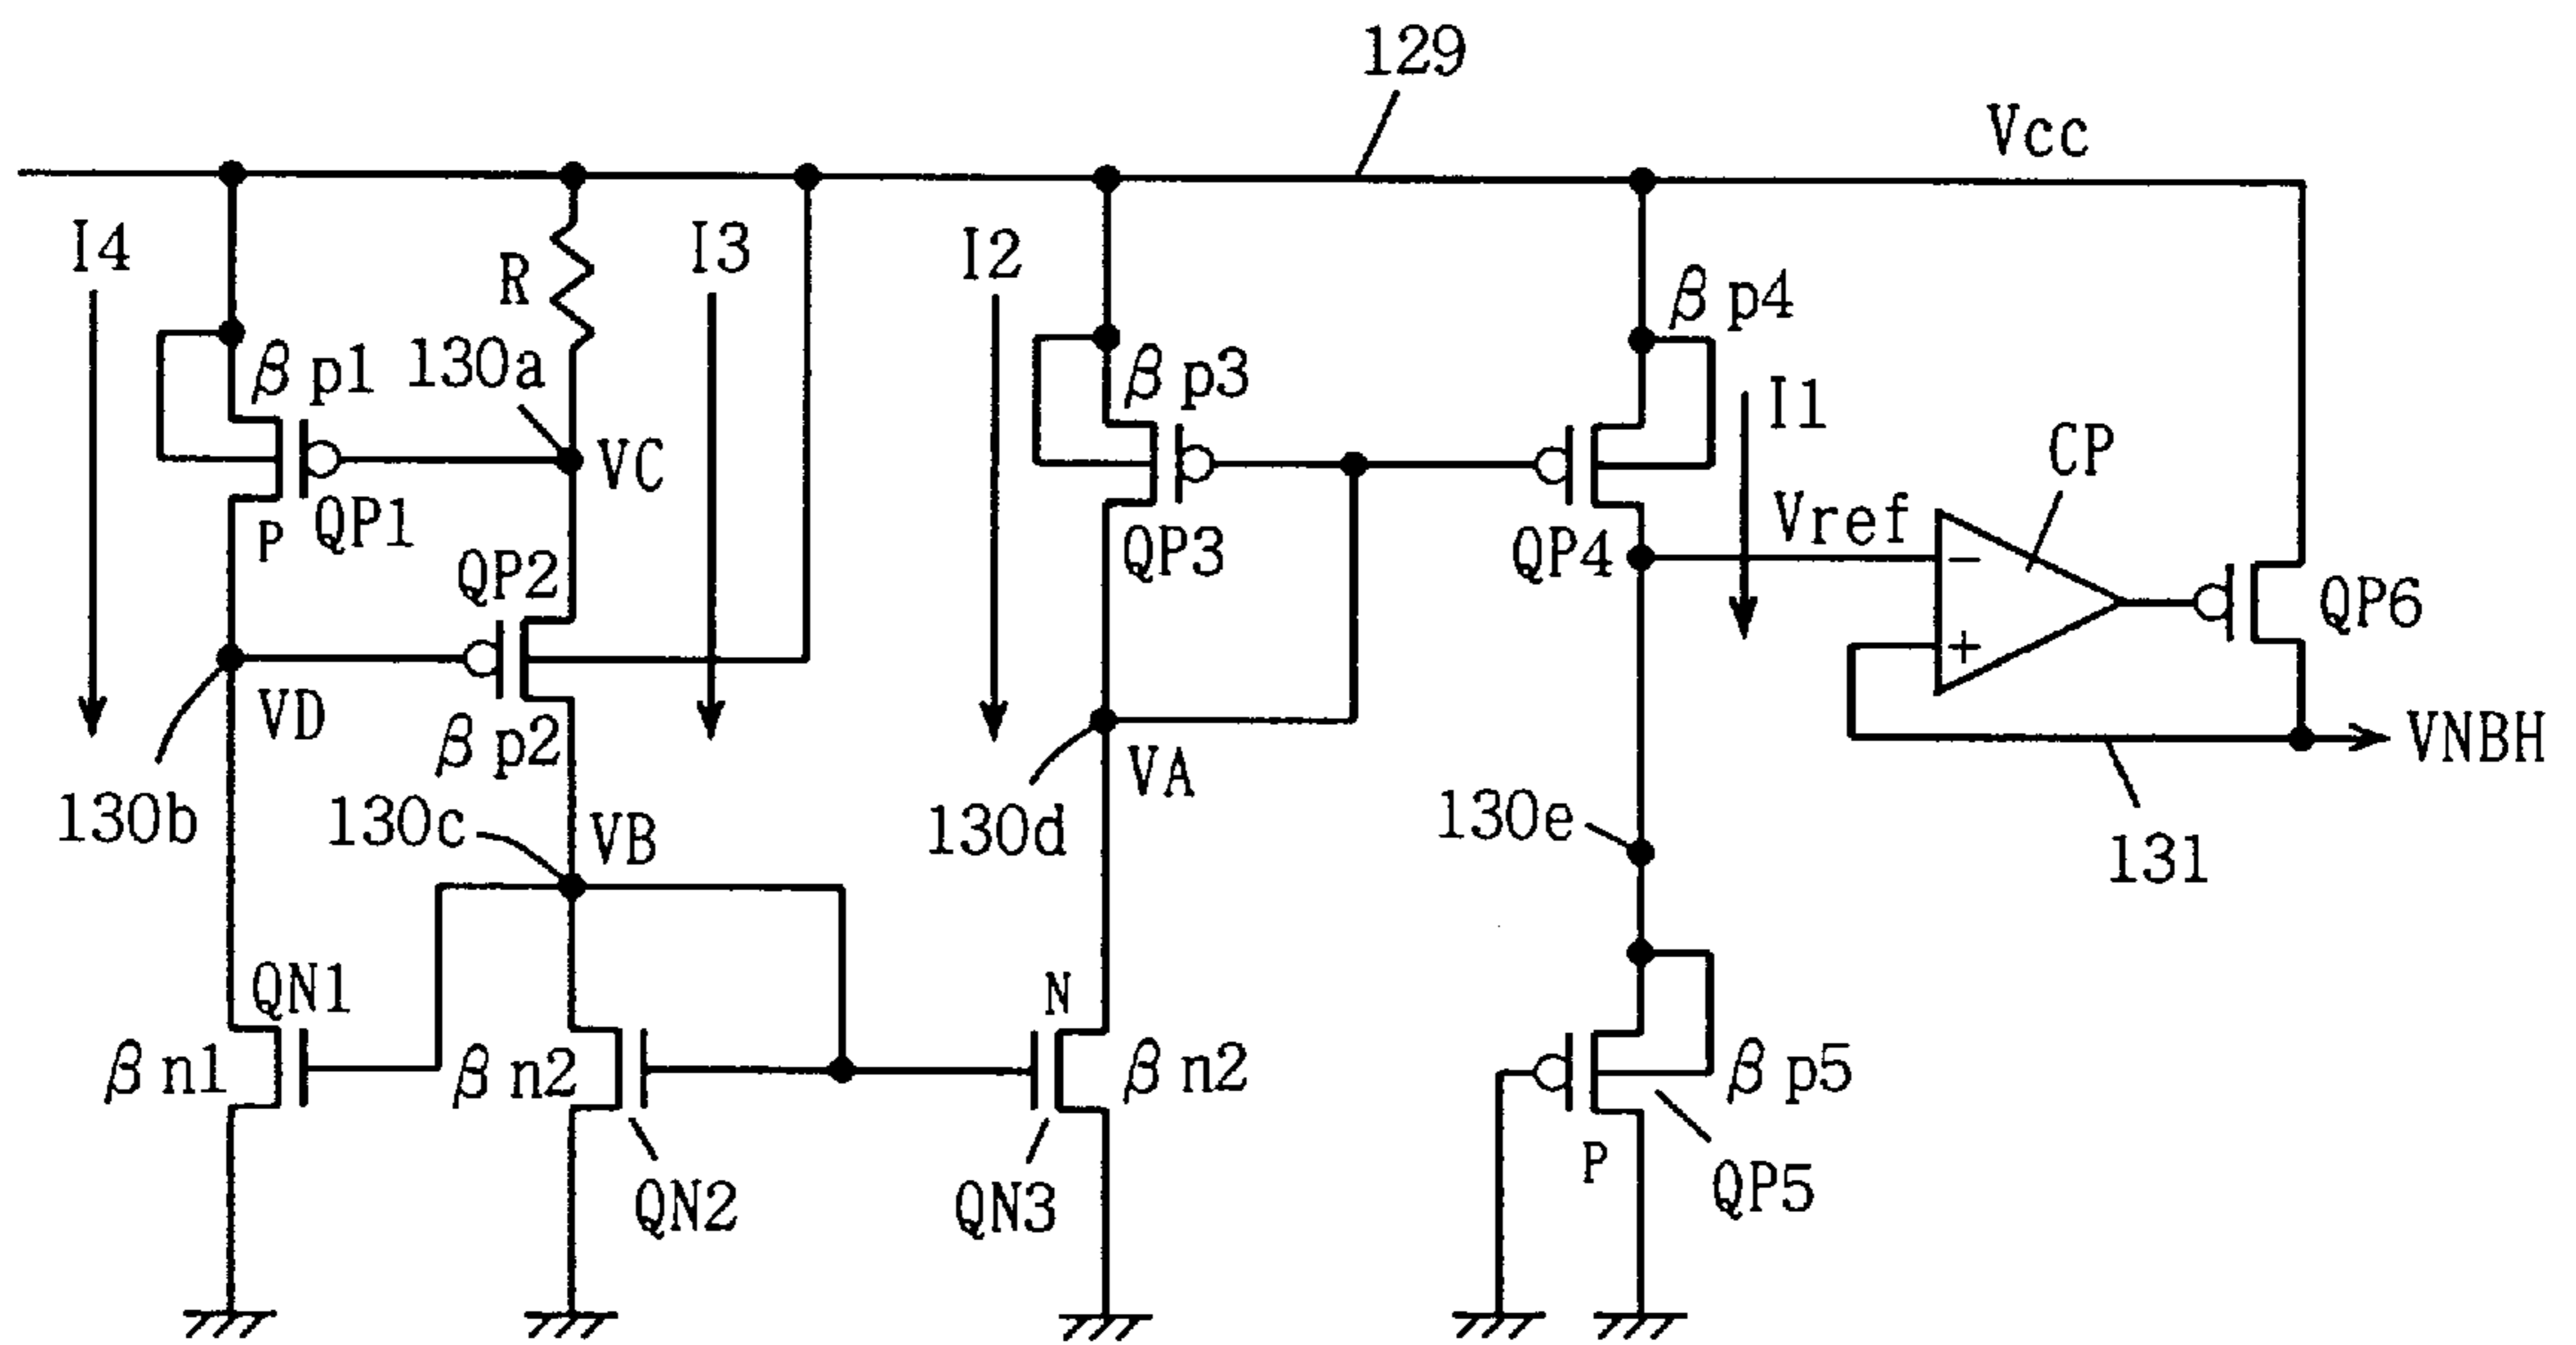 129
Vcc
I4
R
I3
I2
βp4
βp1
130a
βp3
I1
CP
VC
P
QP1
QP3
QP4
Vref
−
QP2
QP6
+
VD
βp2
VA
VNBH
130b
130c
VB
130d
130e
131
QN1
N
βn1
βn2
βn2
βp5
P
QN2
QN3
QP5